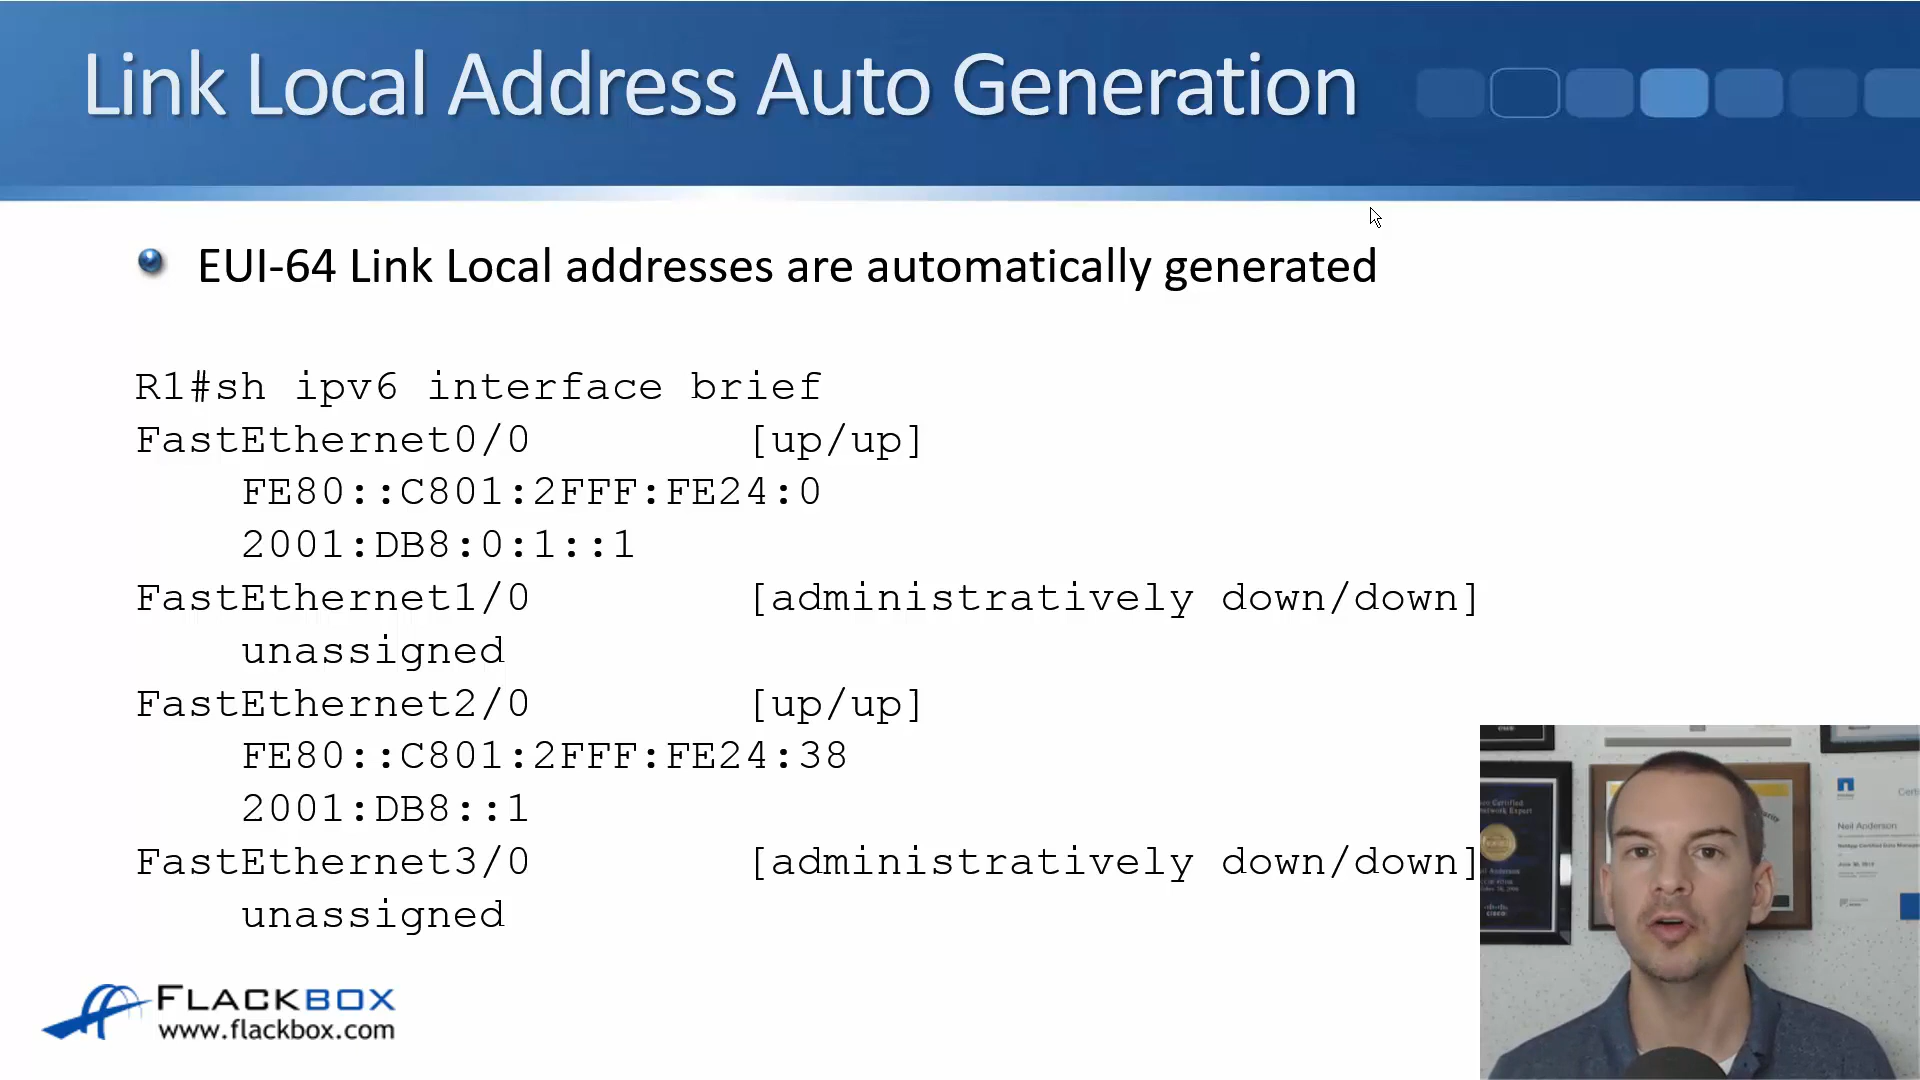 Link Local Address Auto Generation
EUI-64 Link Local addresses are automatically generated
R1#sh ipv6 interface brief
FastEthernet0/0 [up/up]
FE80::C801:2FFF:FE24:0
2001:DB8:0:1::1
FastEthernet1/0 [administratively down/down]
unassigned
FastEthernet2/0 [up/up]
FE80::C801:2FFF:FE24:38
2001:DB8::1
FastEthernet3/0 [administratively down/down]
unassigned
FLACKBOX
www.flackbox.com
Neil Anderson